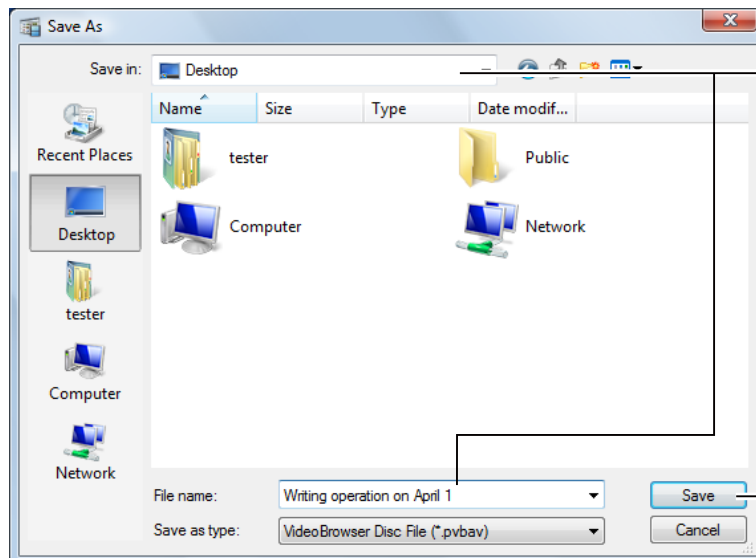 Save As
Save in: Desktop
Name Size Type Date modif...
Recent Places
tester
Public
Desktop
Computer
Network
tester
Computer
Network
File name: Writing operation on April 1
Save
Save as type: VideoBrowser Disc File (*.pvbav)
Cancel